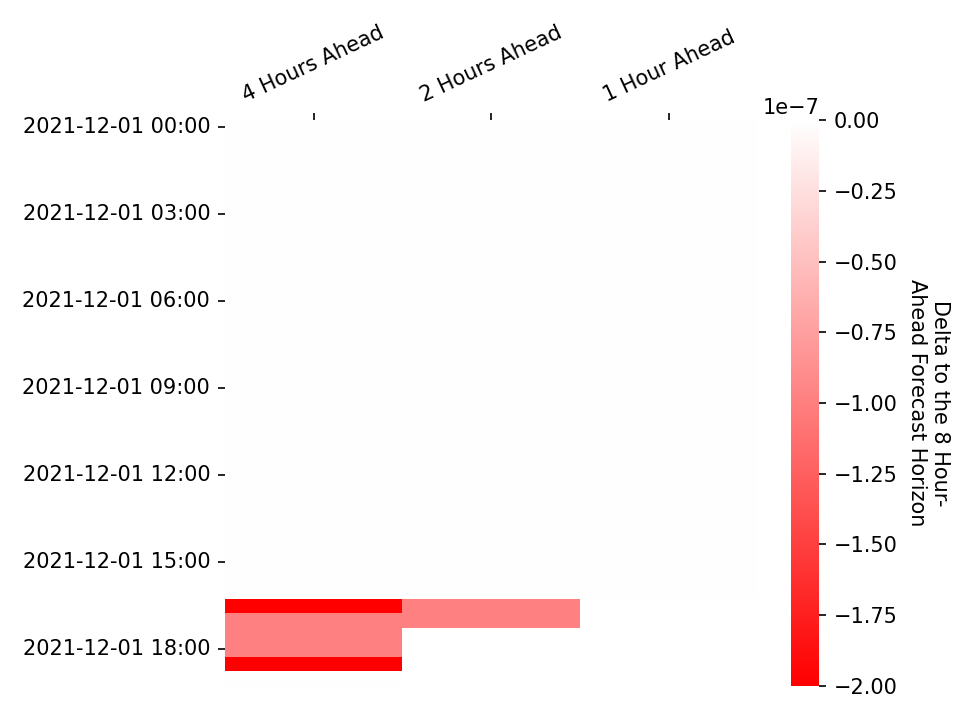 4 Hours Ahead
2 Hours Ahead
1 Hour Ahead
2021-12-01 00:00
2021-12-01 03:00
2021-12-01 06:00
2021-12-01 09:00
2021-12-01 12:00
2021-12-01 15:00
2021-12-01 18:00
1e−7
0.00
−0.25
−0.50
−0.75
−1.00
−1.25
−1.50
−1.75
−2.00
Delta to the 8 Hour-
Ahead Forecast Horizon